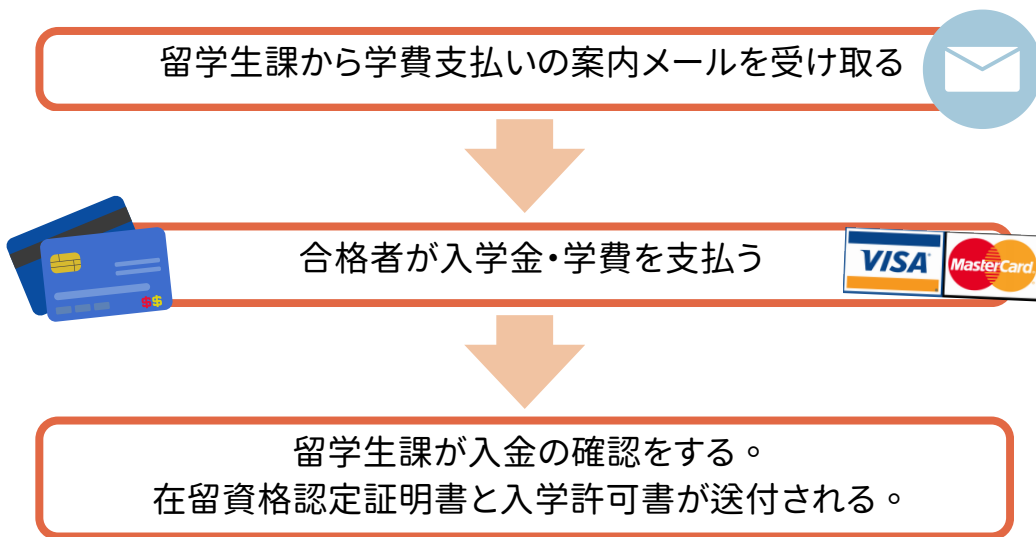 留学生課から学費支払いの案内メールを受け取る
合格者が入学金・学費を支払う
VISA
MasterCard
$$
留学生課が入金の確認をする。
在留資格認定証明書と入学許可書が送付される。